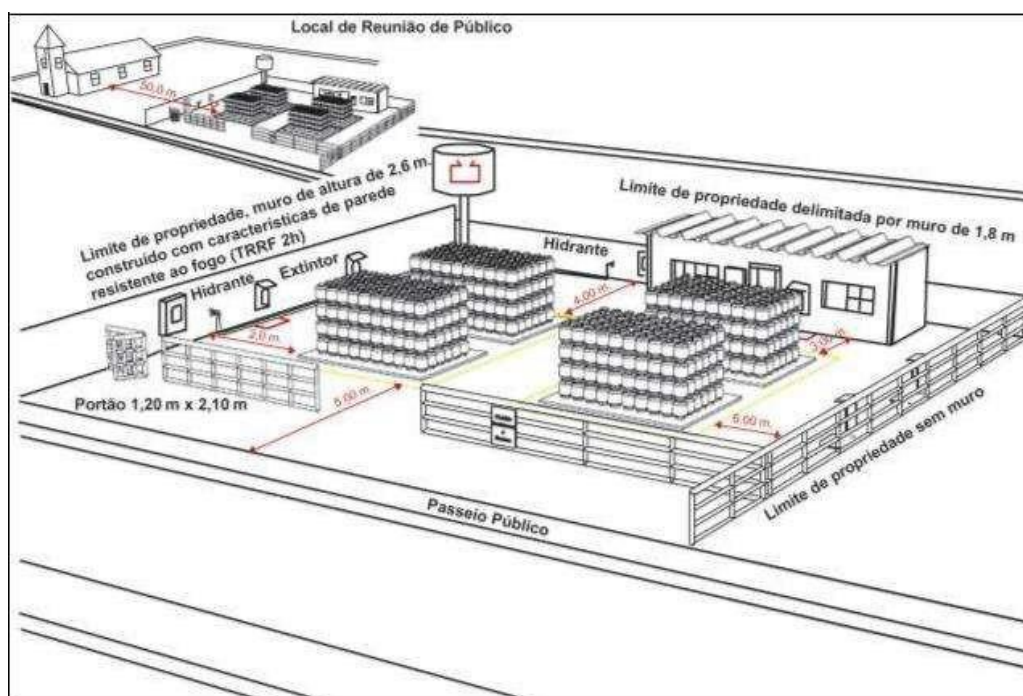 Local de Reunião de Público
50,0 m.
Limite de propriedade, muro de altura de 2,6 m.
construído com características de parede
resistente ao fogo (TRRF 2h)
Limite de propriedade delimitada por muro de 1,8 m
Hidrante
Extintor
Hidrante
4,00 m.
2,0 m.
3,00 m.
Portão 1,20 m x 2,10 m
6,00 m.
Limite de propriedade sem muro
Passeio Público